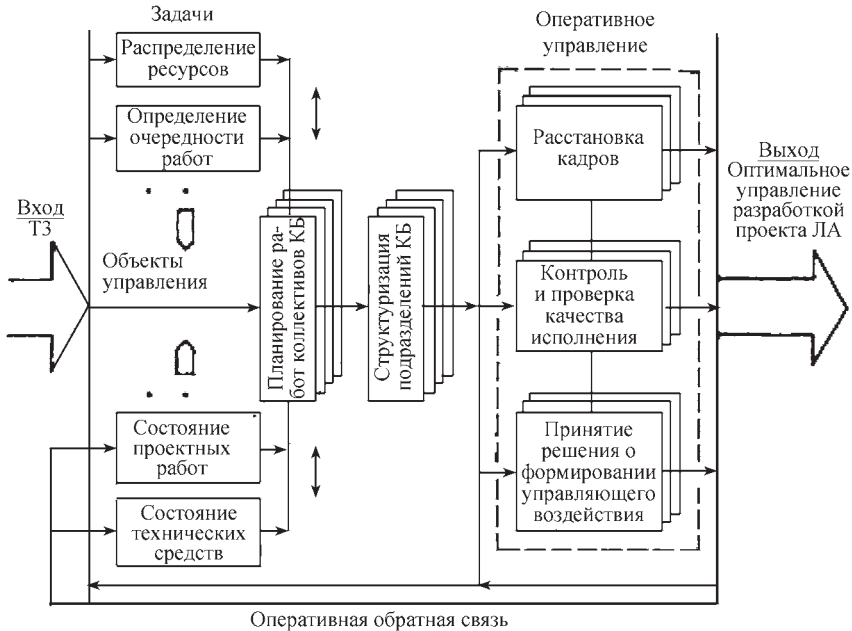 Задачи
Распределение
ресурсов
Определение
очередности
работ
Вход
ТЗ
Объекты
управления
Состояние
проектных
работ
Состояние
технических
средств
Планирование ра-
бот коллективов КБ
Структуризация
подразделений КБ
Оперативное
управление
Расстановка
кадров
Контроль
и проверка
качества
исполнения
Принятие
решения о
формировании
управляющего
воздействия
Выход
Оптимальное
управление
разработкой
проекта ЛА
Оперативная обратная связь